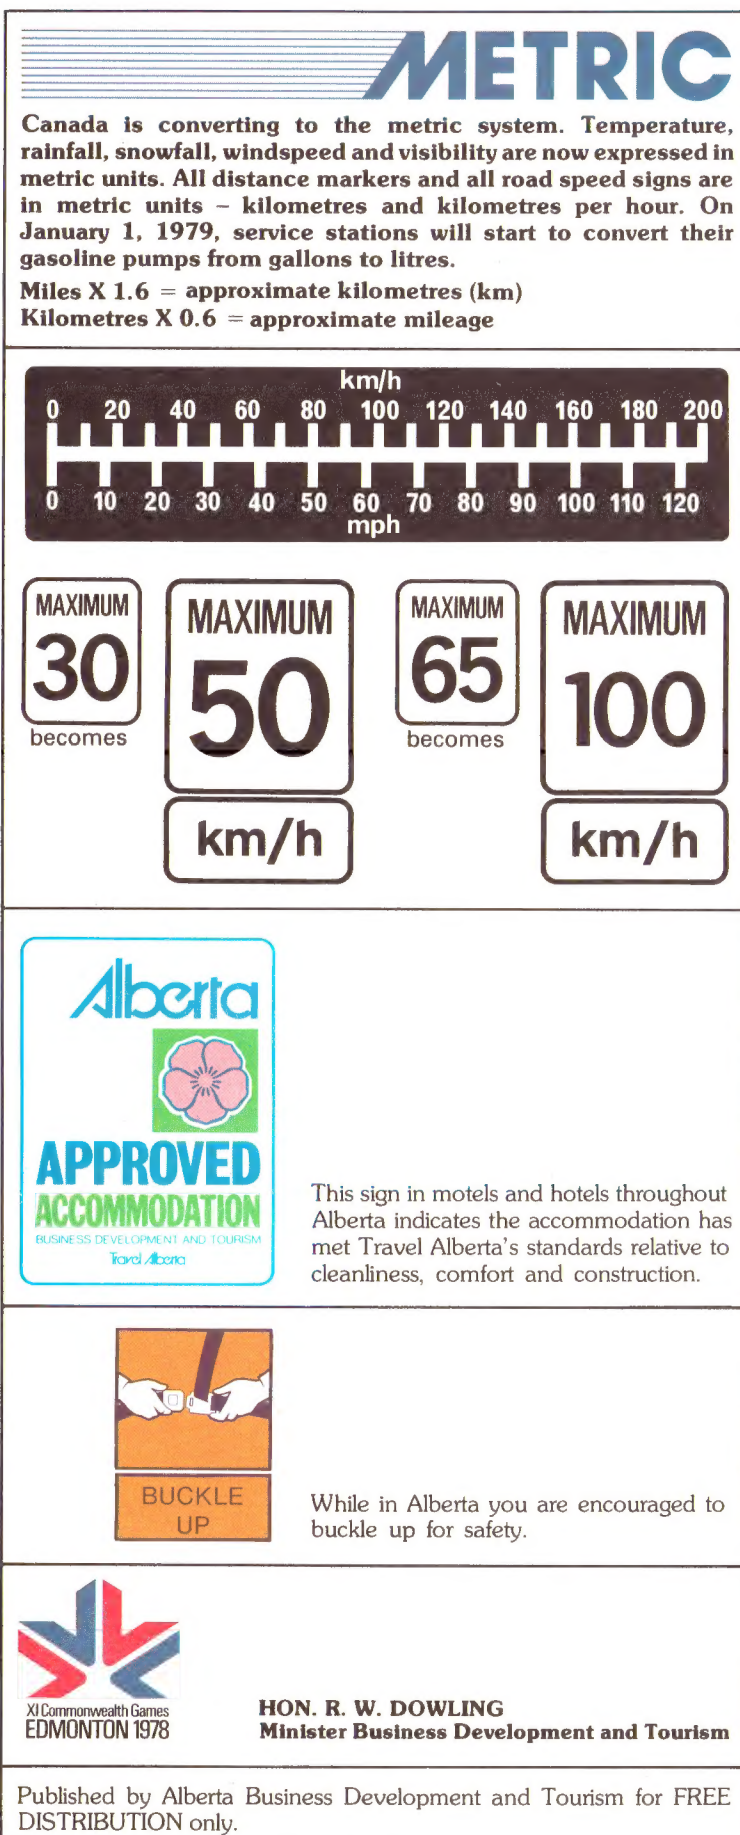 METRIC
Canada is converting to the metric system. Temperature,
rainfall, snowfall, windspeed and visibility are now expressed in
metric units. All distance markers and all road speed signs are
in metric units – kilometres and kilometres per hour. On
January 1, 1979, service stations will start to convert their
gasoline pumps from gallons to litres.
Miles X 1.6 = approximate kilometres (km)
Kilometres X 0.6 = approximate mileage
km/h
0 20 40 60 80 100 120 140 160 180 200
0 10 20 30 40 50 60 70 80 90 100 110 120
mph
MAXIMUM
30
becomes
MAXIMUM
50
km/h
MAXIMUM
65
becomes
MAXIMUM
100
km/h
Alberta
APPROVED
ACCOMMODATION
BUSINESS DEVELOPMENT AND TOURISM
Travel Alberta
This sign in motels and hotels throughout
Alberta indicates the accommodation has
met Travel Alberta's standards relative to
cleanliness, comfort and construction.
BUCKLE
UP
While in Alberta you are encouraged to
buckle up for safety.
XI Commonwealth Games
EDMONTON 1978
HON. R. W. DOWLING
Minister Business Development and Tourism
Published by Alberta Business Development and Tourism for FREE
DISTRIBUTION only.